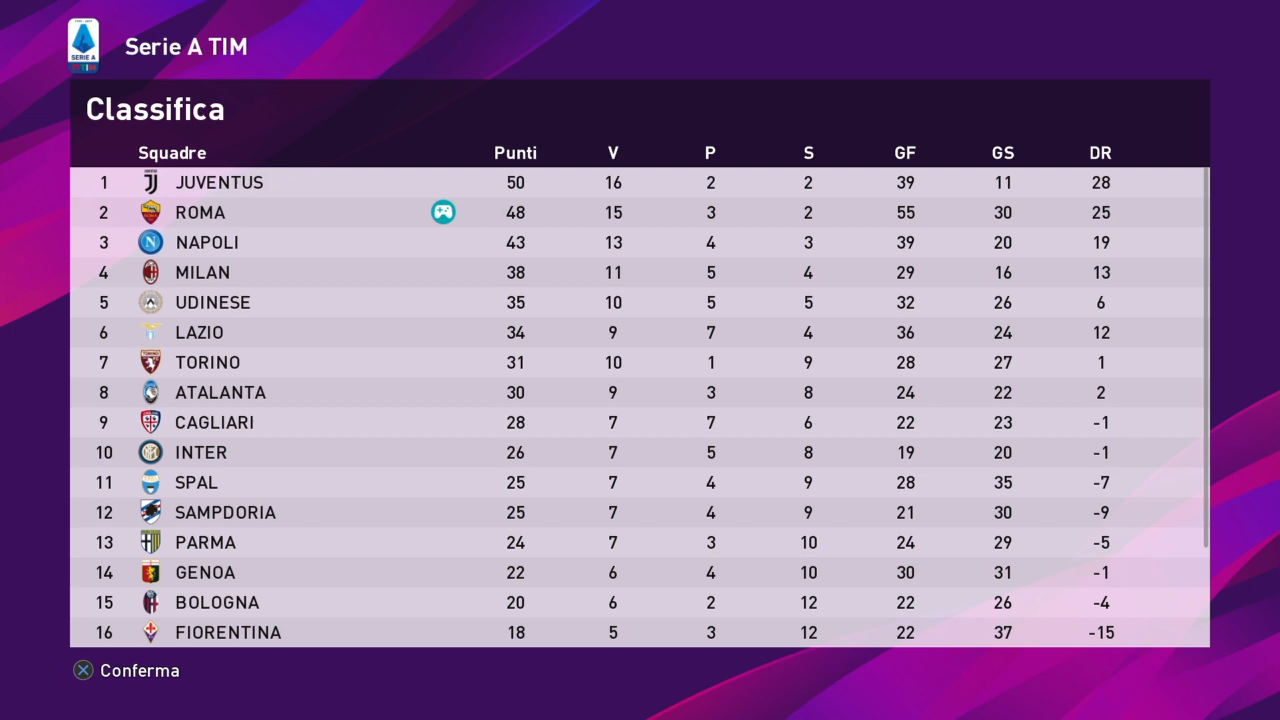 SERIE A
TIM
Serie A TIM
Classifica
Squadre Punti V P S GF GS DR
1 JUVENTUS 50 16 2 2 39 11 28
2 ROMA 48 15 3 2 55 30 25
3 NAPOLI 43 13 4 3 39 20 19
4 MILAN 38 11 5 4 29 16 13
5 UDINESE 35 10 5 5 32 26 6
6 LAZIO 34 9 7 4 36 24 12
7 TORINO 31 10 1 9 28 27 1
8 ATALANTA 30 9 3 8 24 22 2
9 CAGLIARI 28 7 7 6 22 23 -1
10 INTER 26 7 5 8 19 20 -1
11 SPAL 25 7 4 9 28 35 -7
12 SAMPDORIA 25 7 4 9 21 30 -9
13 PARMA 24 7 3 10 24 29 -5
14 GENOA 22 6 4 10 30 31 -1
15 BOLOGNA 20 6 2 12 22 26 -4
16 FIORENTINA 18 5 3 12 22 37 -15
Conferma